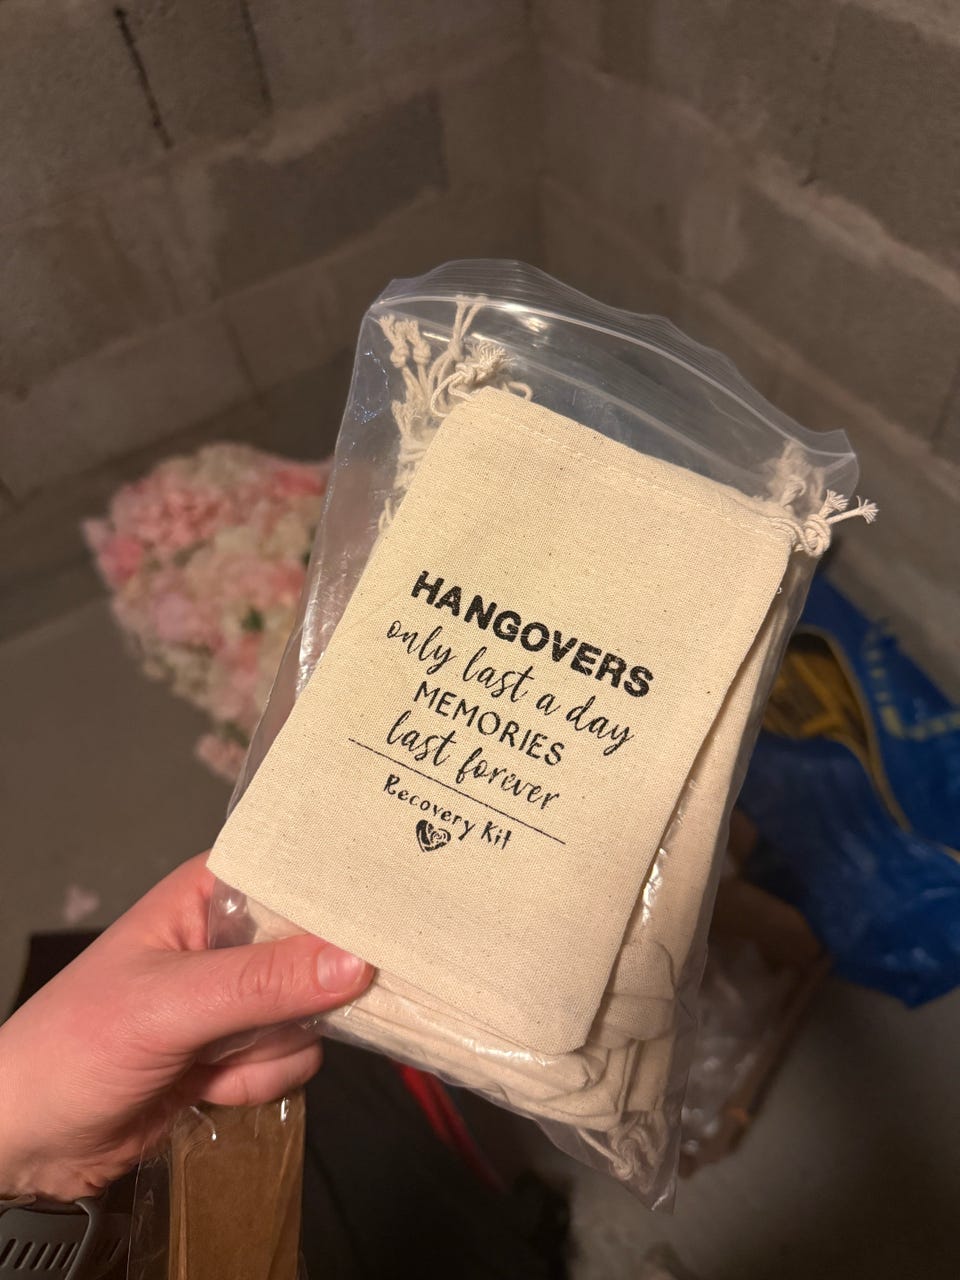 HANGOVERS
only last a day
MEMORIES
last forever
Recovery Kit